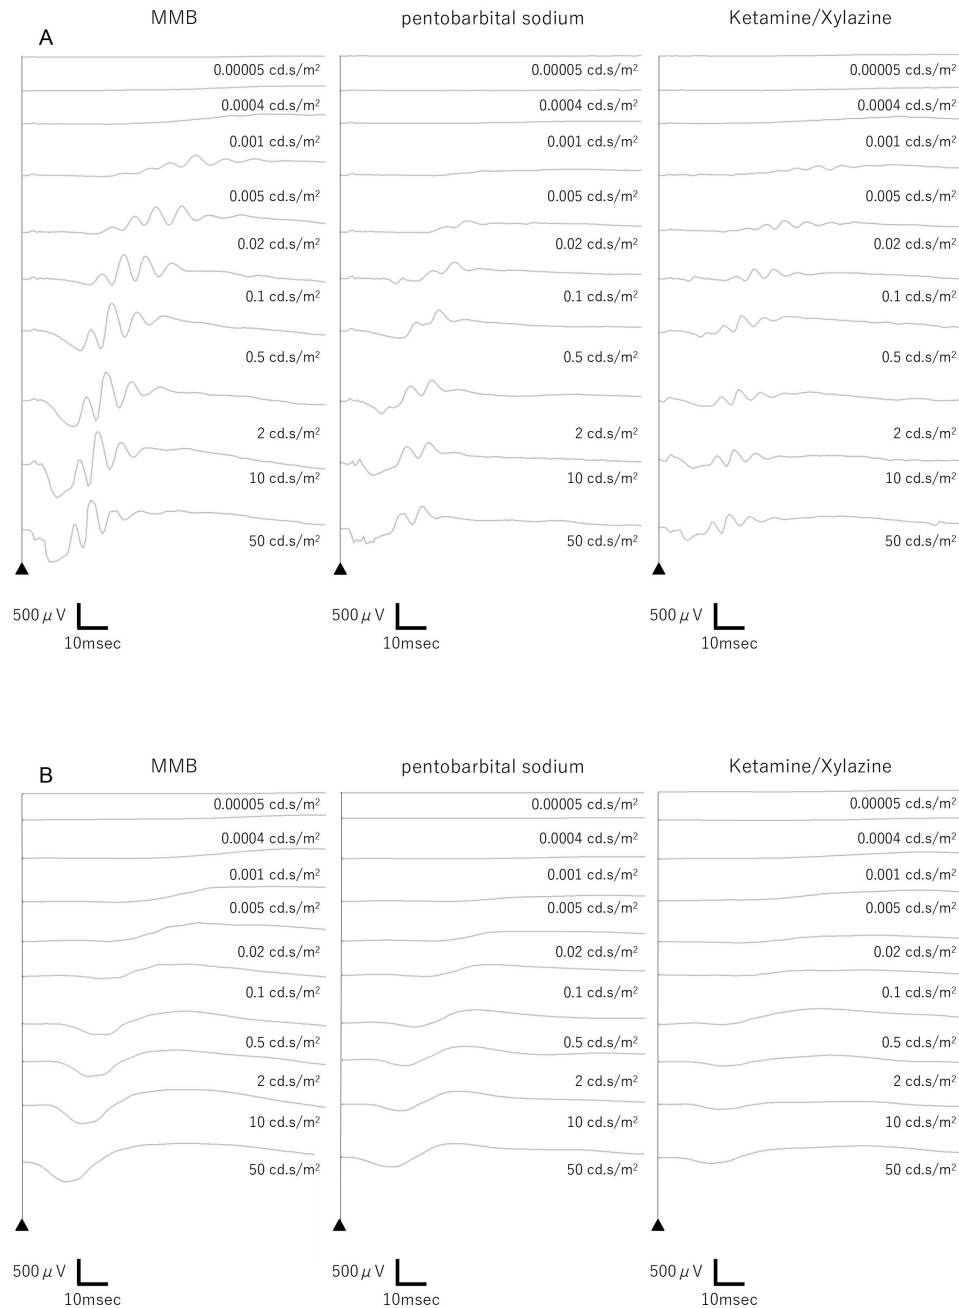 A
MMB
pentobarbital sodium
Ketamine/Xylazine
0.00005 cd.s/m²
0.00005 cd.s/m²
0.00005 cd.s/m²
0.0004 cd.s/m²
0.0004 cd.s/m²
0.0004 cd.s/m²
0.001 cd.s/m²
0.001 cd.s/m²
0.001 cd.s/m²
0.005 cd.s/m²
0.005 cd.s/m²
0.005 cd.s/m²
0.02 cd.s/m²
0.02 cd.s/m²
0.02 cd.s/m²
0.1 cd.s/m²
0.1 cd.s/m²
0.1 cd.s/m²
0.5 cd.s/m²
0.5 cd.s/m²
0.5 cd.s/m²
2 cd.s/m²
2 cd.s/m²
2 cd.s/m²
10 cd.s/m²
10 cd.s/m²
10 cd.s/m²
50 cd.s/m²
50 cd.s/m²
50 cd.s/m²
500 μV
500 μV
500 μV
10msec
10msec
10msec
B
MMB
pentobarbital sodium
Ketamine/Xylazine
0.00005 cd.s/m²
0.00005 cd.s/m²
0.00005 cd.s/m²
0.0004 cd.s/m²
0.0004 cd.s/m²
0.0004 cd.s/m²
0.001 cd.s/m²
0.001 cd.s/m²
0.001 cd.s/m²
0.005 cd.s/m²
0.005 cd.s/m²
0.005 cd.s/m²
0.02 cd.s/m²
0.02 cd.s/m²
0.02 cd.s/m²
0.1 cd.s/m²
0.1 cd.s/m²
0.1 cd.s/m²
0.5 cd.s/m²
0.5 cd.s/m²
0.5 cd.s/m²
2 cd.s/m²
2 cd.s/m²
2 cd.s/m²
10 cd.s/m²
10 cd.s/m²
10 cd.s/m²
50 cd.s/m²
50 cd.s/m²
50 cd.s/m²
500 μV
500 μV
500 μV
10msec
10msec
10msec